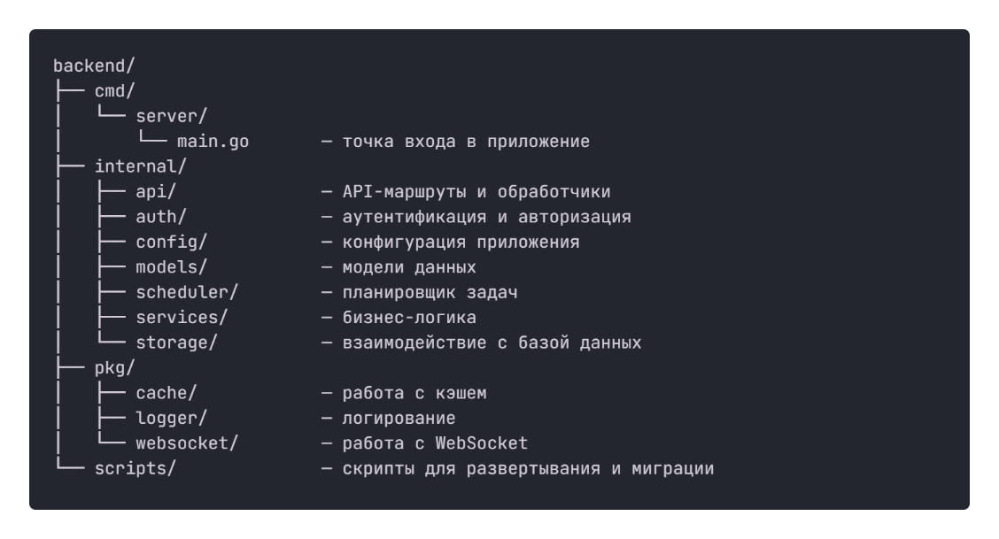 backend/
├── cmd/
│   └── server/
│       └── main.go       — точка входа в приложение
├── internal/
│   ├── api/              — API-маршруты и обработчики
│   ├── auth/             — аутентификация и авторизация
│   ├── config/           — конфигурация приложения
│   ├── models/           — модели данных
│   ├── scheduler/        — планировщик задач
│   ├── services/         — бизнес-логика
│   └── storage/          — взаимодействие с базой данных
├── pkg/
│   ├── cache/            — работа с кэшем
│   ├── logger/           — логирование
│   └── websocket/        — работа с WebSocket
└── scripts/              — скрипты для развертывания и миграции